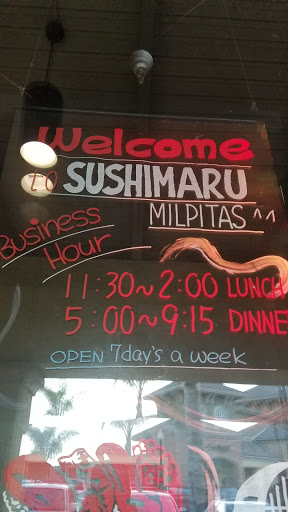 Welcome
to SUSHIMARU
MILPITAS ^^
Business
Hour
11:30~2:00 LUNCH
5:00~9:15 DINNE
OPEN 7day's a week